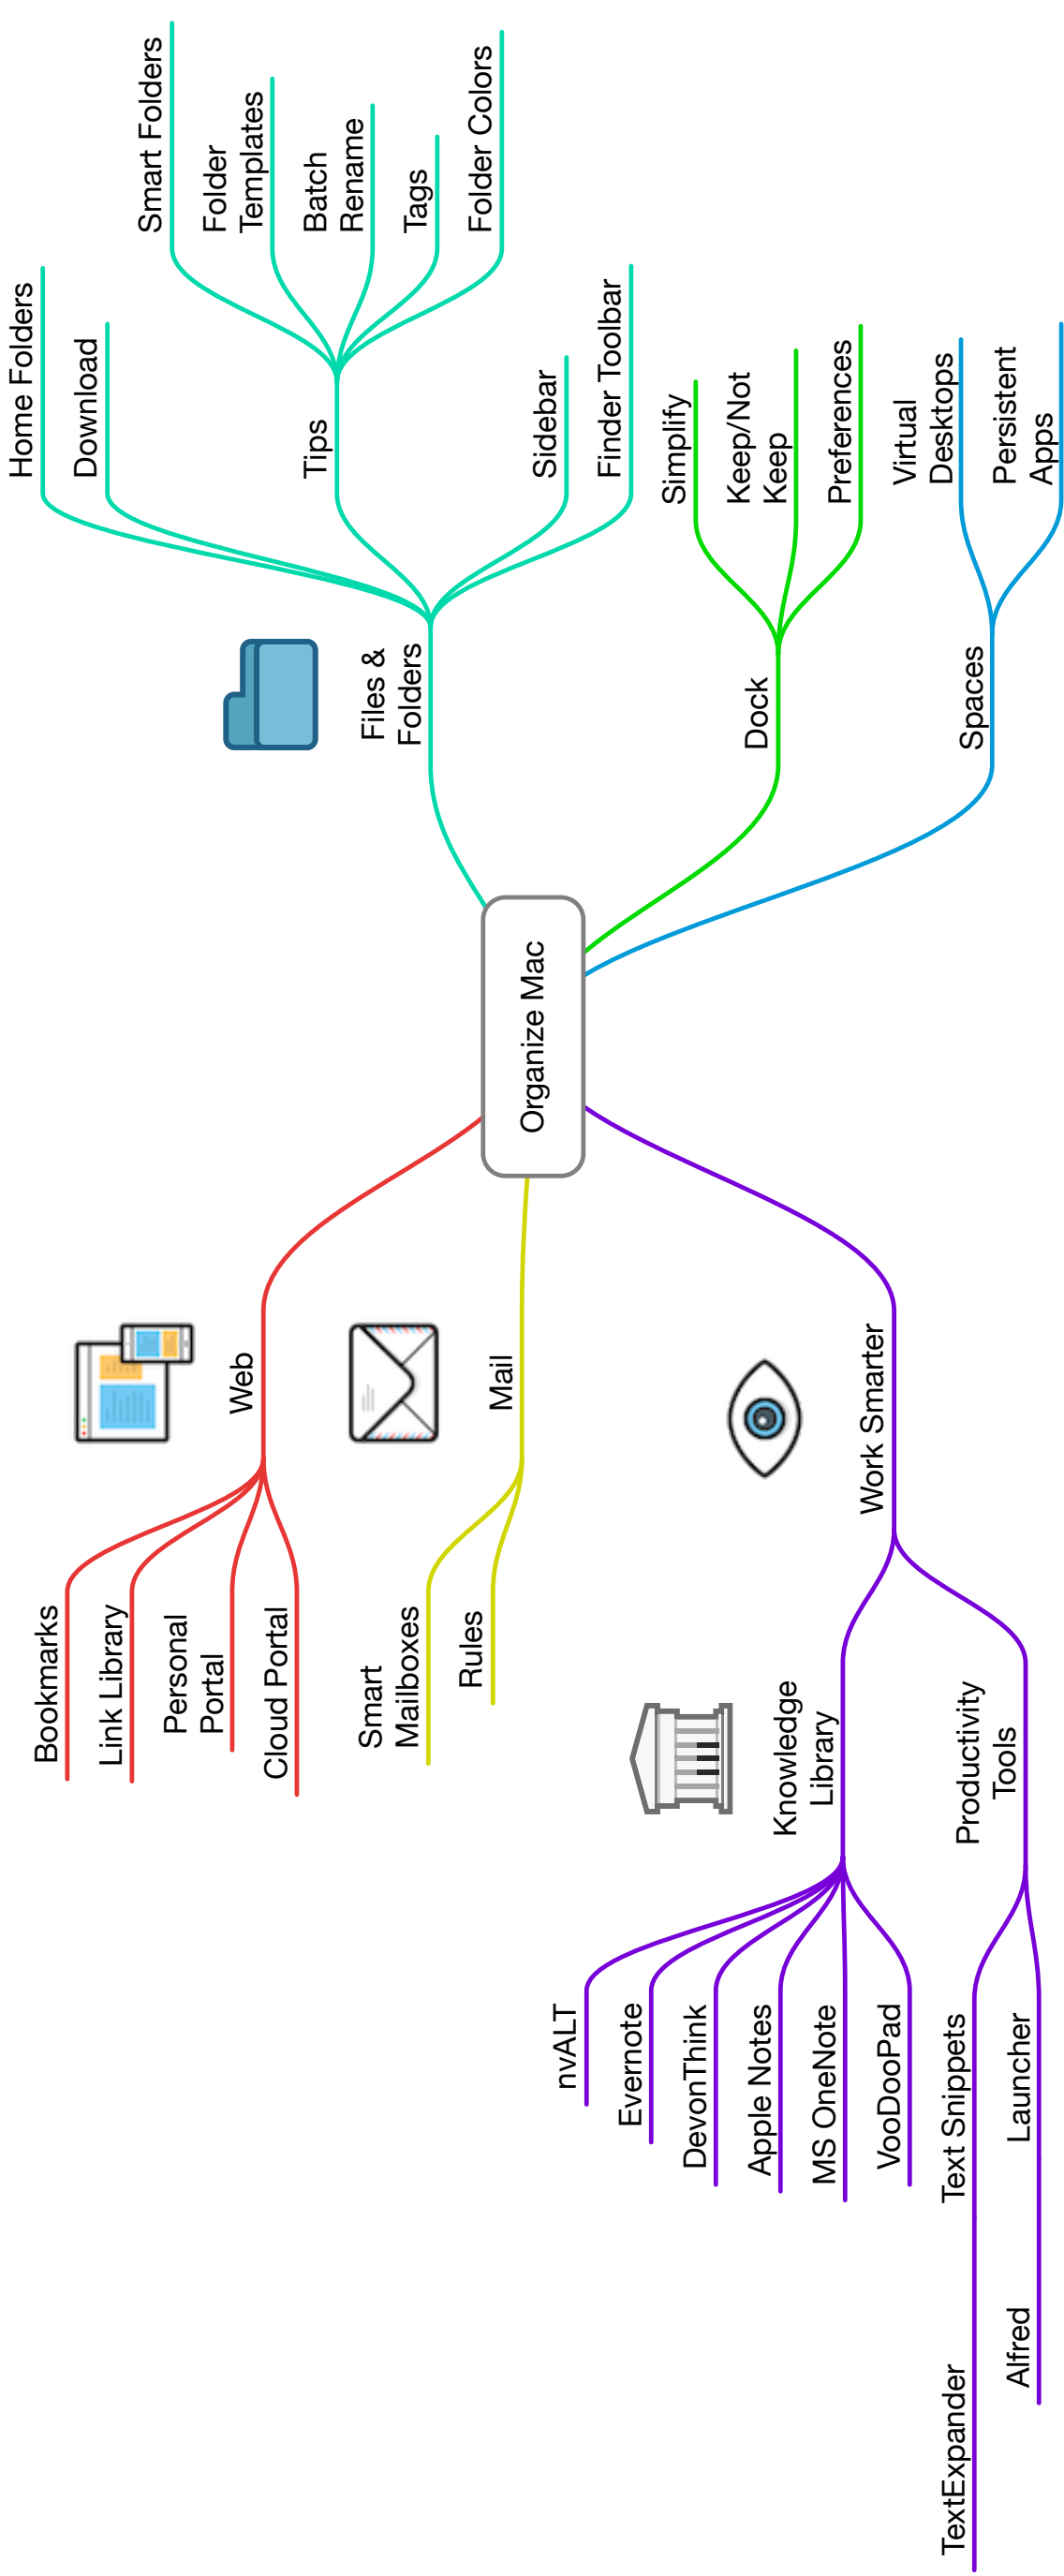 Organize Mac
Files &
Folders
Home Folders
Download
Tips
Smart Folders
Folder
Templates
Batch
Rename
Tags
Folder Colors
Sidebar
Finder Toolbar
Dock
Simplify
Keep/Not
Keep
Preferences
Spaces
Virtual
Desktops
Persistent
Apps
Web
Bookmarks
Link Library
Personal
Portal
Cloud Portal
Mail
Smart
Mailboxes
Rules
Work Smarter
Knowledge
Library
nvALT
Evernote
DevonThink
Apple Notes
MS OneNote
VooDooPad
Productivity
Tools
Text Snippets
TextExpander
Launcher
Alfred